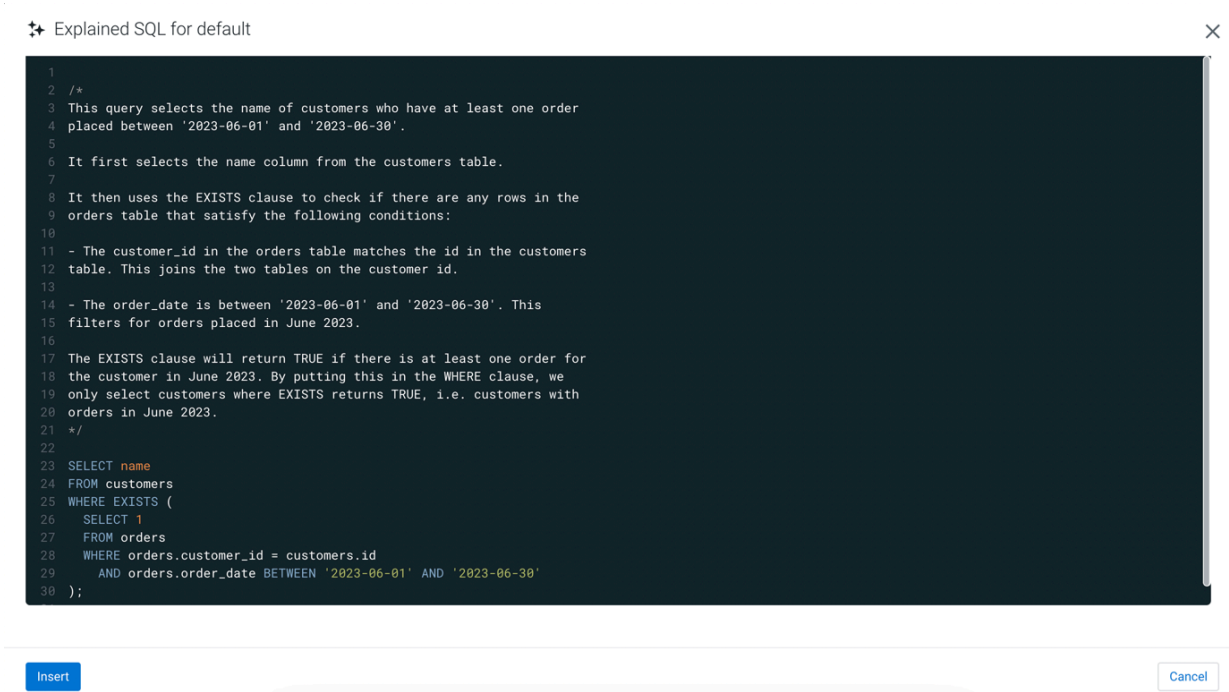 Explained SQL for default
1
2 /*
3 This query selects the name of customers who have at least one order
4 placed between '2023-06-01' and '2023-06-30'.
5
6 It first selects the name column from the customers table.
7
8 It then uses the EXISTS clause to check if there are any rows in the
9 orders table that satisfy the following conditions:
10
11 - The customer_id in the orders table matches the id in the customers
12 table. This joins the two tables on the customer id.
13
14 - The order_date is between '2023-06-01' and '2023-06-30'. This
15 filters for orders placed in June 2023.
16
17 The EXISTS clause will return TRUE if there is at least one order for
18 the customer in June 2023. By putting this in the WHERE clause, we
19 only select customers where EXISTS returns TRUE, i.e. customers with
20 orders in June 2023.
21 */
22
23 SELECT name
24 FROM customers
25 WHERE EXISTS (
26   SELECT 1
27   FROM orders
28   WHERE orders.customer_id = customers.id
29     AND orders.order_date BETWEEN '2023-06-01' AND '2023-06-30'
30 );
Insert Cancel